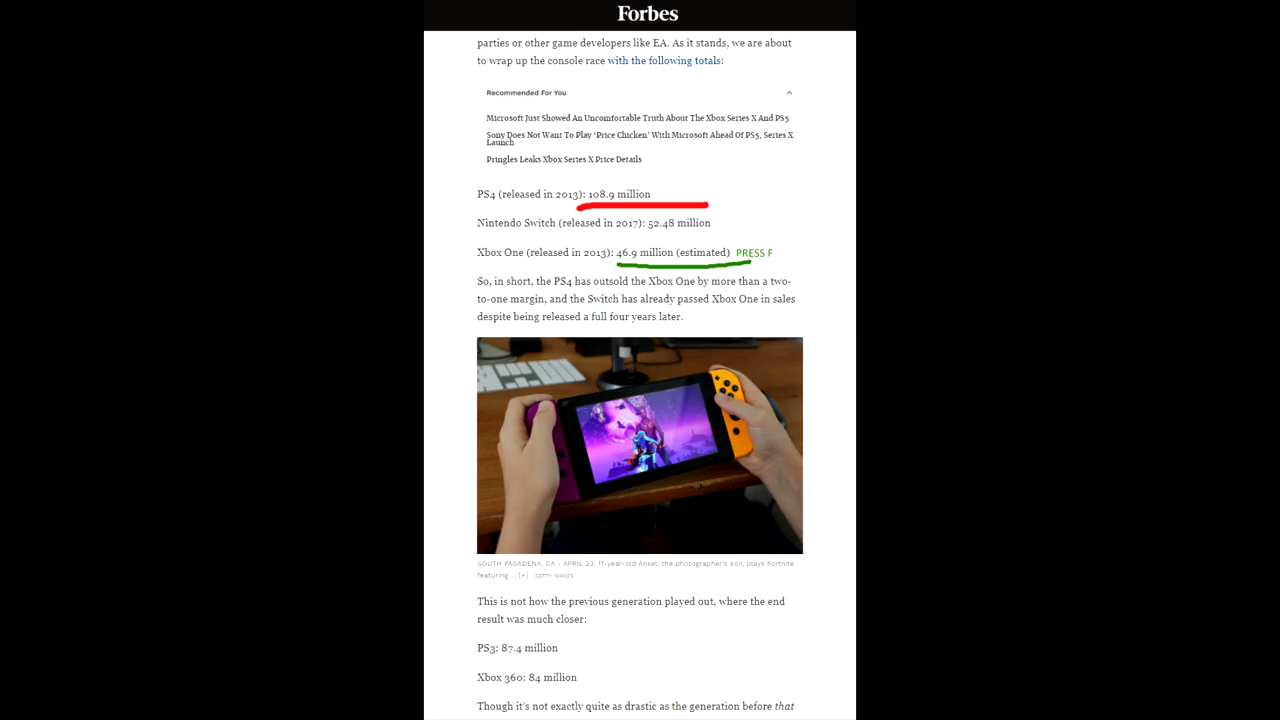 Forbes
parties or other game developers like EA. As it stands, we are about
to wrap up the console race with the following totals:
Recommended For You
Microsoft Just Showed An Uncomfortable Truth About The Xbox Series X And PS5
Sony Does Not Want To Play ‘Price Chicken’ With Microsoft Ahead Of PS5, Series X
Launch
Pringles Leaks Xbox Series X Price Details
PS4 (released in 2013): 108.9 million
Nintendo Switch (released in 2017): 52.48 million
Xbox One (released in 2013): 46.9 million (estimated) PRESS F
So, in short, the PS4 has outsold the Xbox One by more than a two-
to-one margin, and the Switch has already passed Xbox One in sales
despite being released a full four years later.
SOUTH PASADENA, CA - APRIL 23: 11-year-old Ansel, the photographer's son, plays Fortnite
featuring ... [+] GETTY IMAGES
This is not how the previous generation played out, where the end
result was much closer:
PS3: 87.4 million
Xbox 360: 84 million
Though it's not exactly quite as drastic as the generation before that